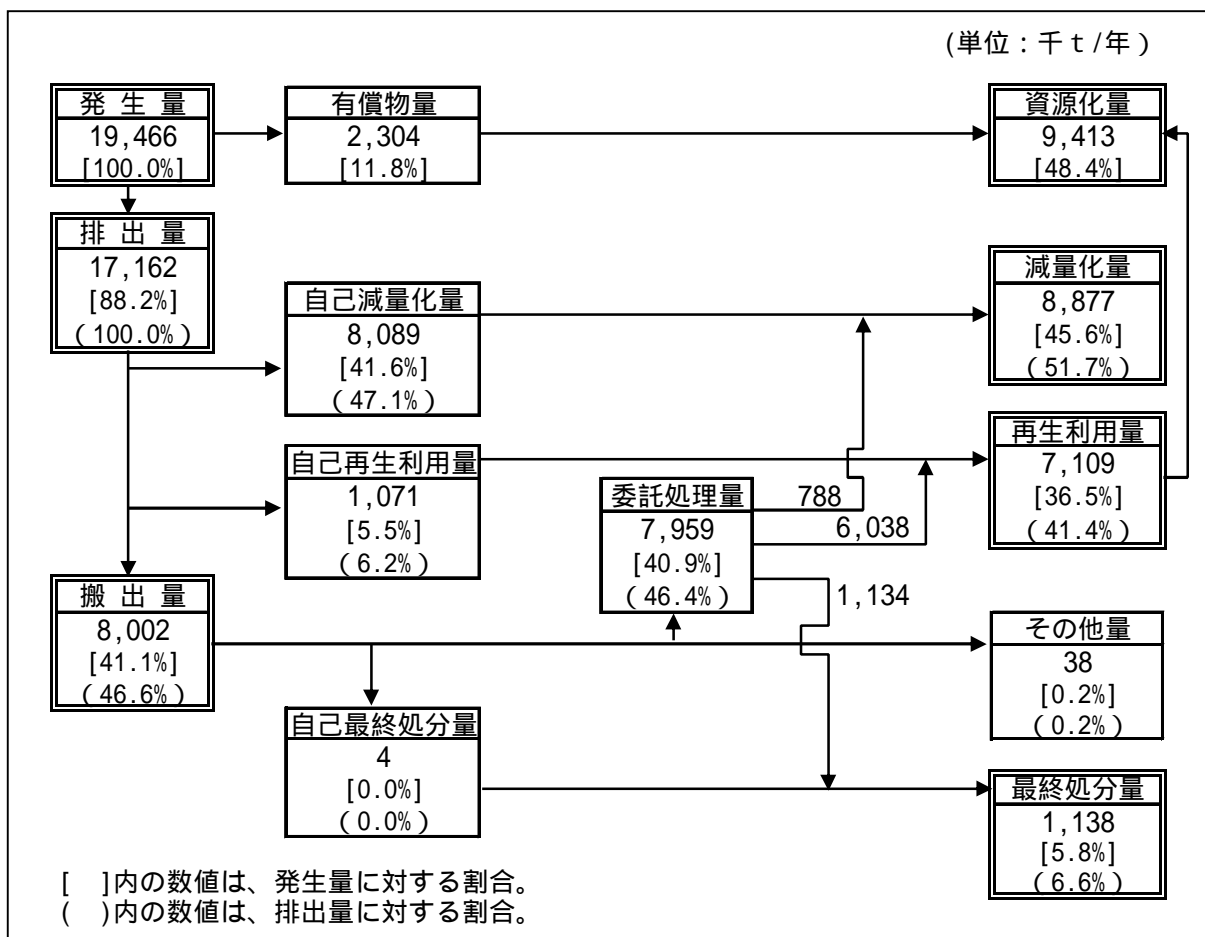 (単位：千ｔ/年）
発 生 量
19,466
[100.0%]
有償物量
2,304
[11.8%]
資源化量
9,413
[48.4%]
排 出 量
17,162
[88.2%]
(100.0%)
自己減量化量
8,089
[41.6%]
(47.1%)
減量化量
8,877
[45.6%]
(51.7%)
自己再生利用量
1,071
[5.5%]
(6.2%)
委託処理量
7,959
[40.9%]
(46.4%)
788
6,038
1,134
再生利用量
7,109
[36.5%]
(41.4%)
搬 出 量
8,002
[41.1%]
(46.6%)
その他量
38
[0.2%]
(0.2%)
自己最終処分量
4
[0.0%]
(0.0%)
最終処分量
1,138
[5.8%]
(6.6%)
[　]内の数値は、発生量に対する割合。
(　)内の数値は、排出量に対する割合。